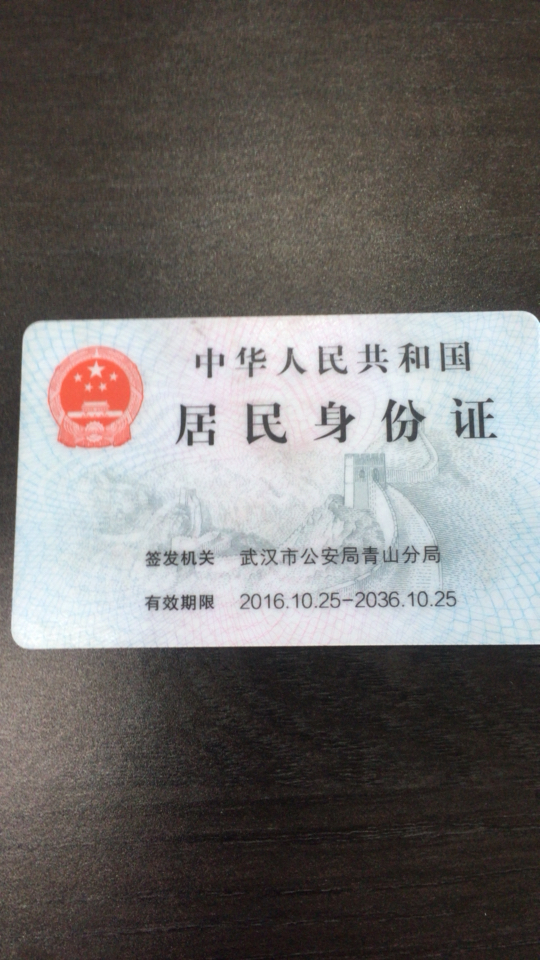 中华人民共和国
居民身份证
签发机关 武汉市公安局青山分局
有效期限 2016.10.25-2036.10.25